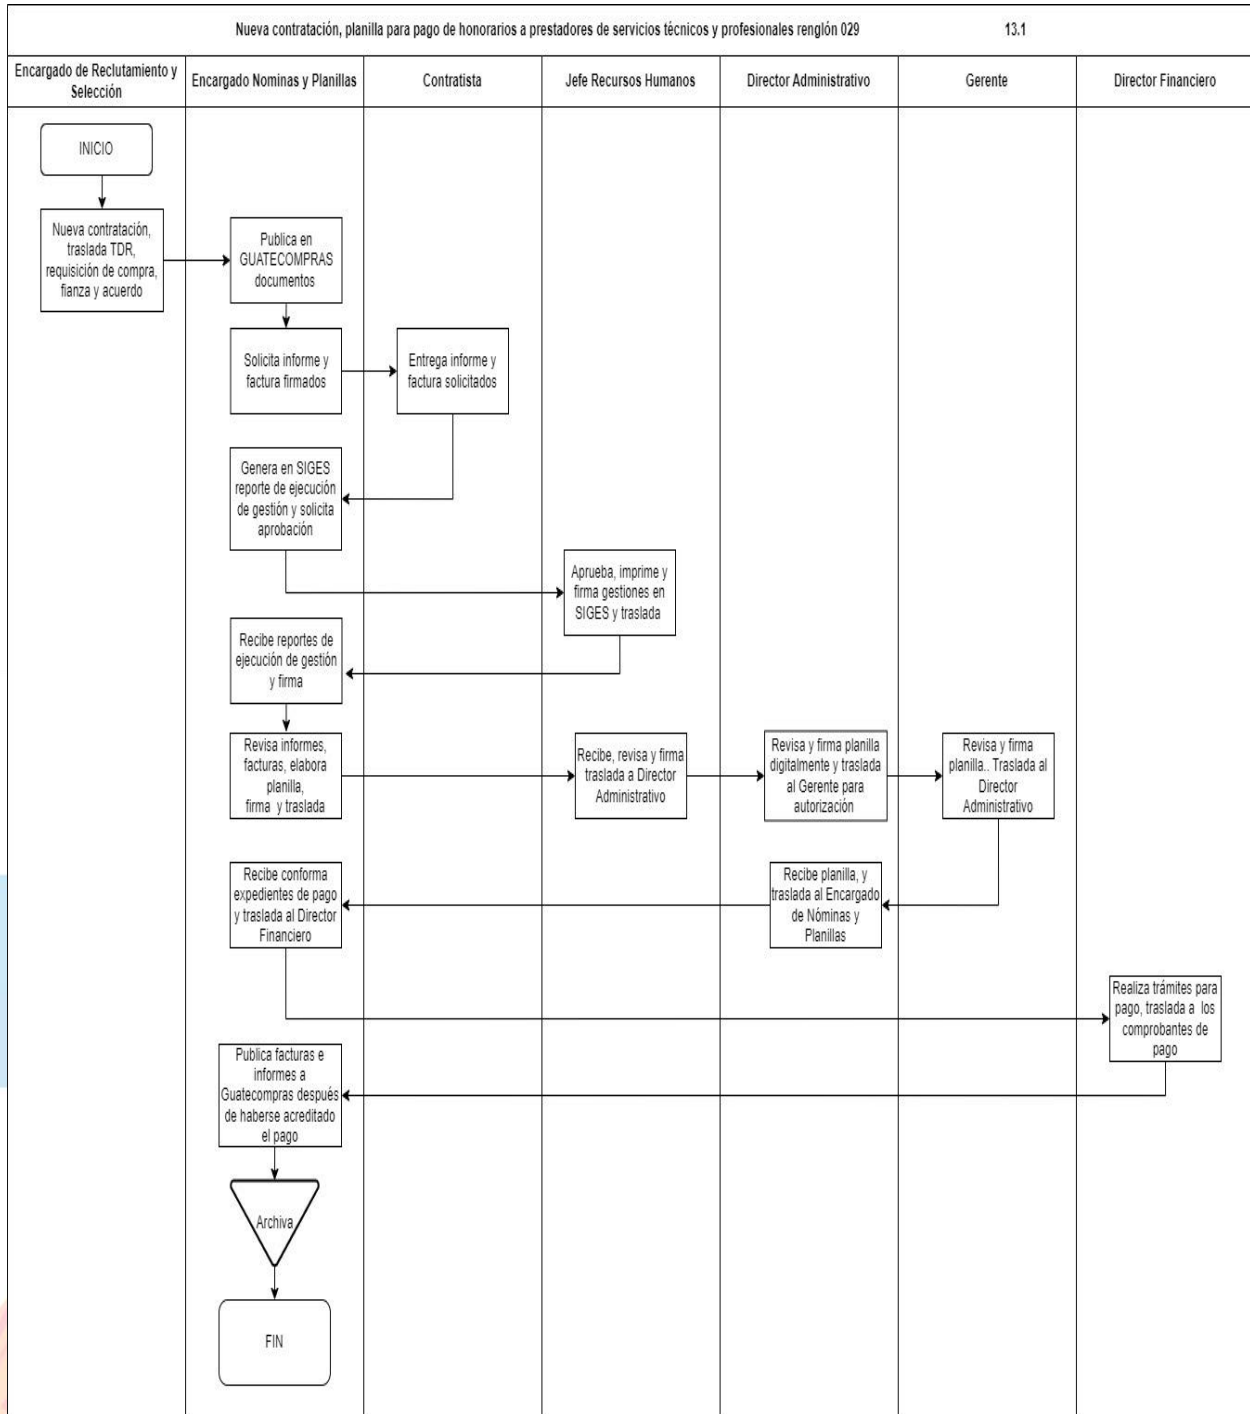 Nueva contratación, planilla para pago de honorarios a prestadores de servicios técnicos y profesionales renglón 029 13.1
Encargado de Reclutamiento y
Selección
Encargado Nominas y Planillas
Contratista
Jefe Recursos Humanos
Director Administrativo
Gerente
Director Financiero
INICIO
Nueva contratación,
traslada TDR,
requisición de compra,
fianza y acuerdo
Publica en
GUATECOMPRAS
documentos
Solicita informe y
factura firmados
Entrega informe y
factura solicitados
Genera en SIGES
reporte de ejecución
de gestión y solicita
aprobación
Aprueba, imprime y
firma gestiones en
SIGES y traslada
Recibe reportes de
ejecución de gestión
y firma
Revisa informes,
facturas, elabora
planilla,
firma y traslada
Recibe, revisa y firma
traslada a Director
Administrativo
Revisa y firma planilla
digitalmente y traslada
al Gerente para
autorización
Revisa y firma
planilla.. Traslada al
Director
Administrativo
Recibe planilla, y
traslada al Encargado
de Nóminas y
Planillas
Recibe conforma
expedientes de pago
y traslada al Director
Financiero
Realiza trámites para
pago, traslada a los
comprobantes de
pago
Publica facturas e
informes a
Guatecompras después
de haberse acreditado
el pago
Archiva
FIN